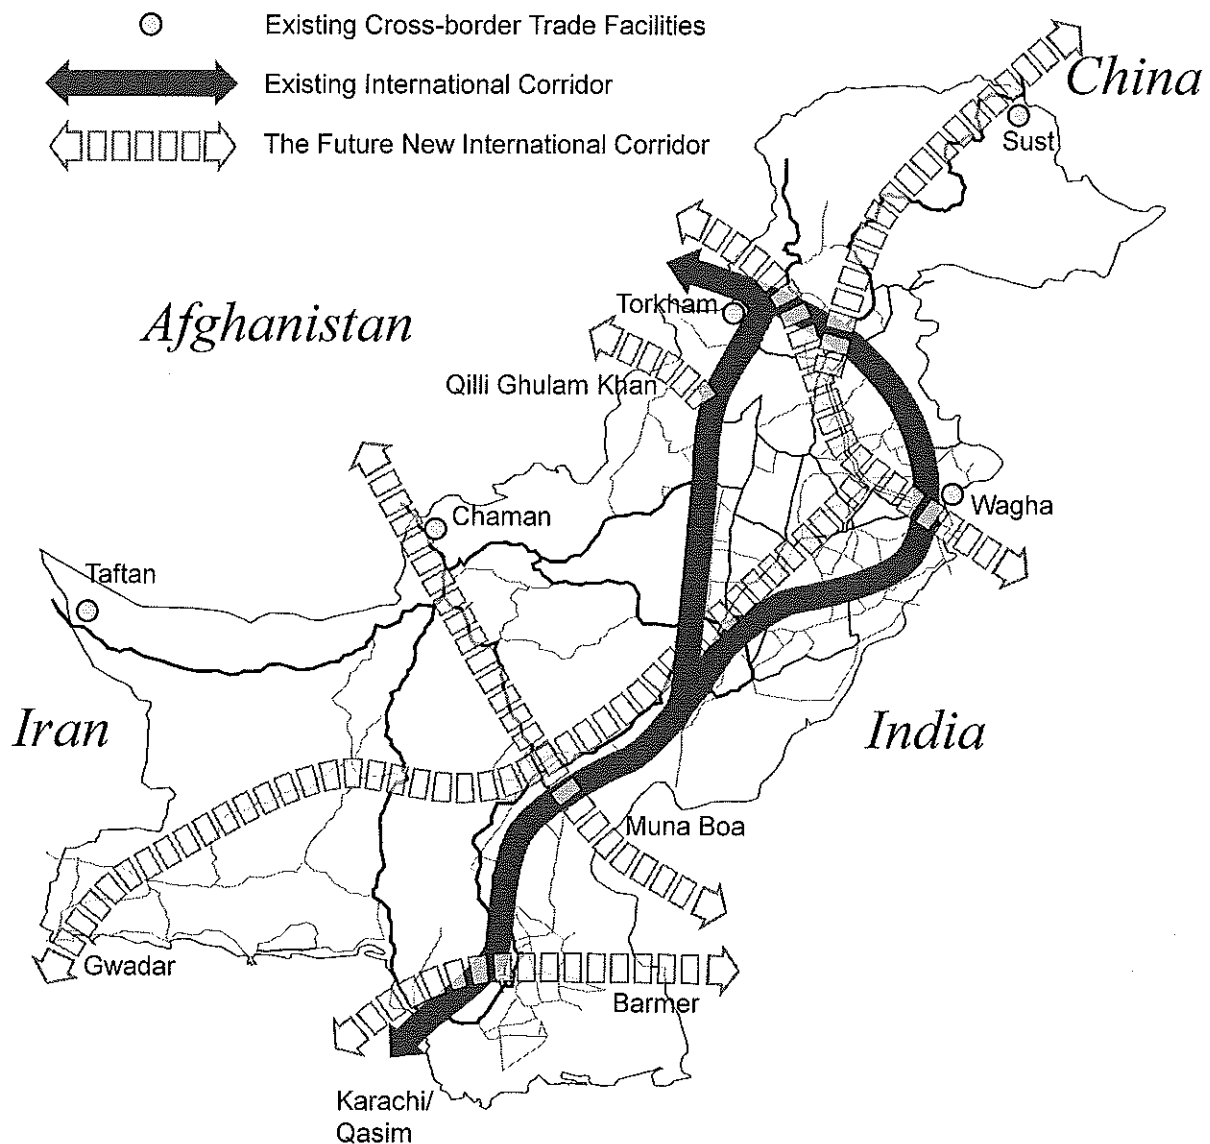 Existing Cross-border Trade Facilities
Existing International Corridor
The Future New International Corridor
China
Sust
Torkham
Afghanistan
Qilli Ghulam Khan
Wagha
Chaman
Taftan
Iran
India
Muna Boa
Gwadar
Barmer
Karachi/
Qasim